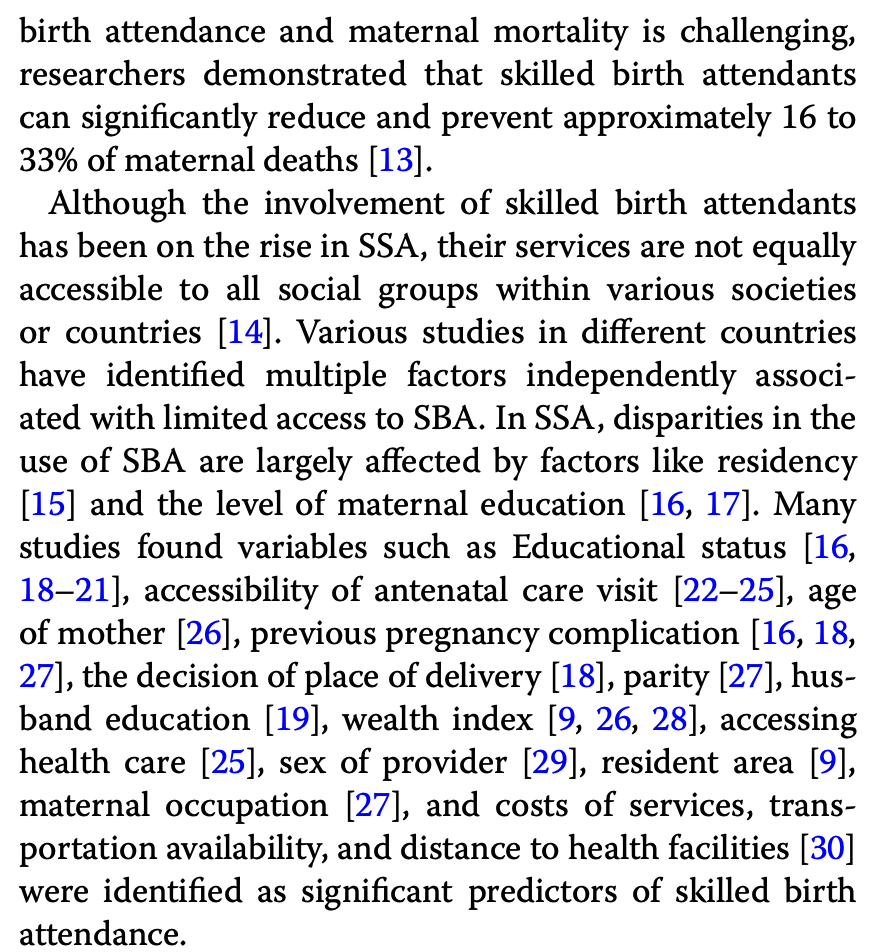 birth attendance and maternal mortality is challenging,
researchers demonstrated that skilled birth attendants
can significantly reduce and prevent approximately 16 to
33% of maternal deaths [13].
Although the involvement of skilled birth attendants
has been on the rise in SSA, their services are not equally
accessible to all social groups within various societies
or countries [14]. Various studies in different countries
have identified multiple factors independently associ-
ated with limited access to SBA. In SSA, disparities in the
use of SBA are largely affected by factors like residency
[15] and the level of maternal education [16, 17]. Many
studies found variables such as Educational status [16,
18–21], accessibility of antenatal care visit [22–25], age
of mother [26], previous pregnancy complication [16, 18,
27], the decision of place of delivery [18], parity [27], hus-
band education [19], wealth index [9, 26, 28], accessing
health care [25], sex of provider [29], resident area [9],
maternal occupation [27], and costs of services, trans-
portation availability, and distance to health facilities [30]
were identified as significant predictors of skilled birth
attendance.